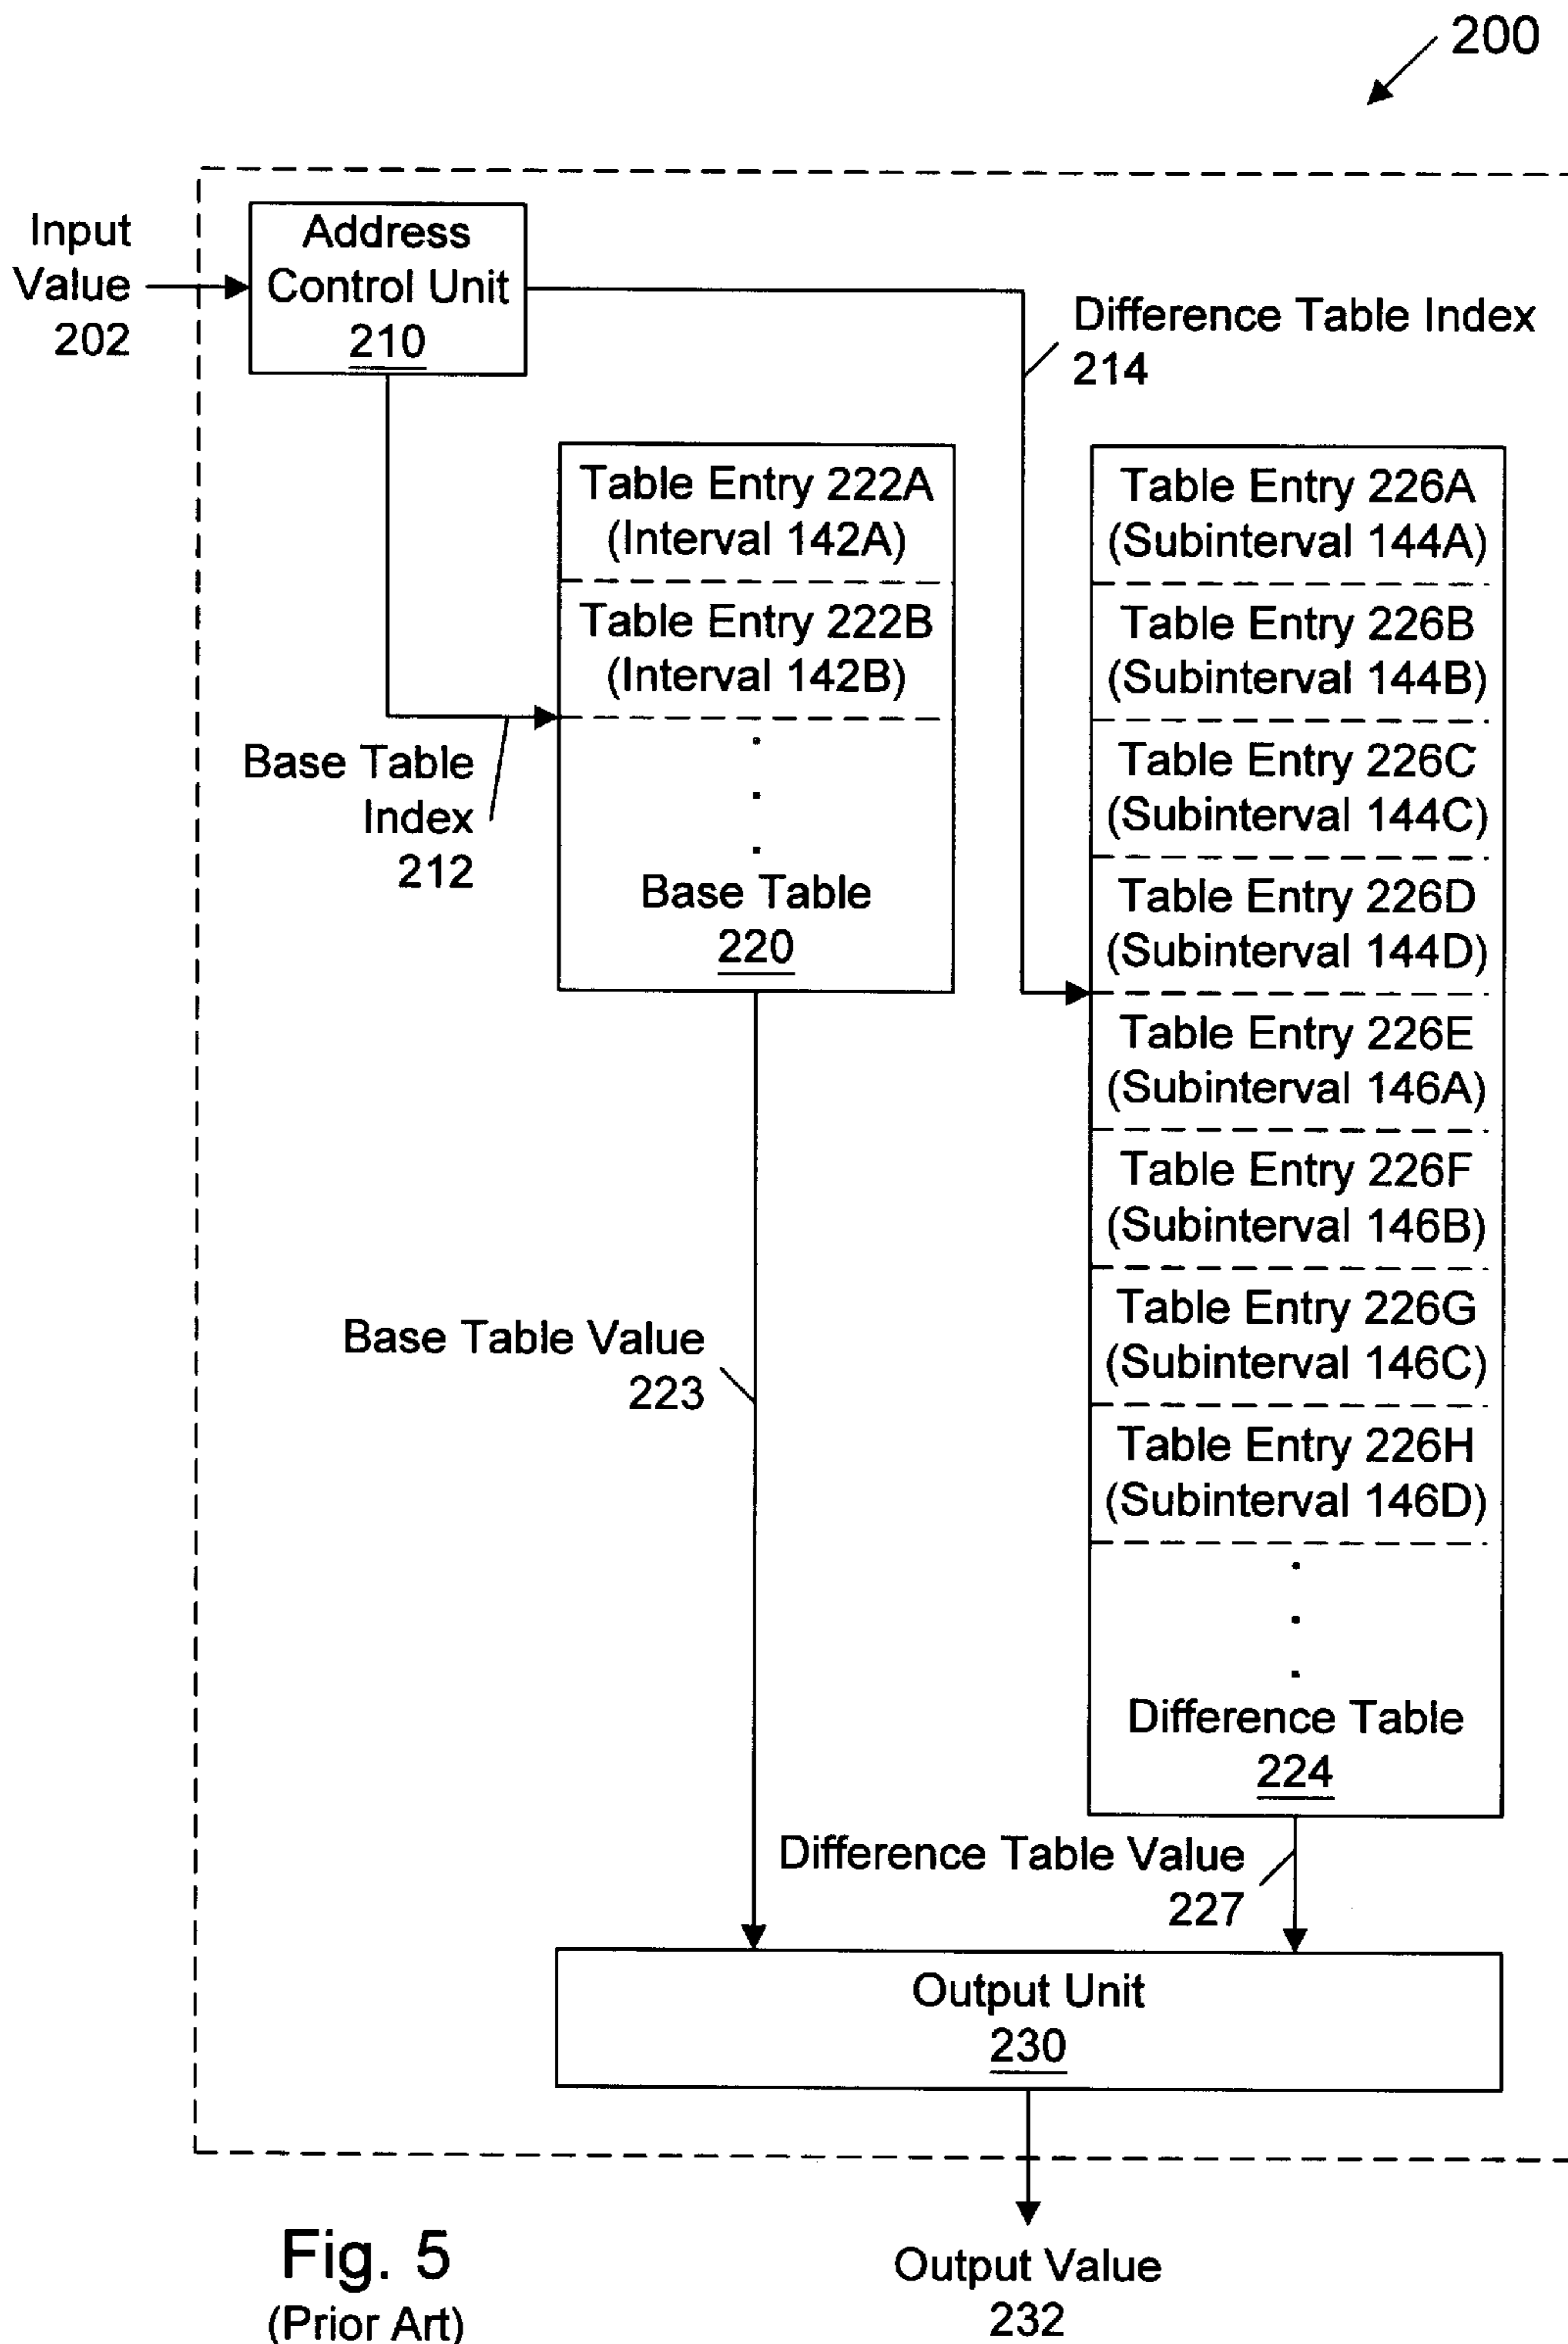 200
Input
Value
202
Address
Control Unit
210
Difference Table Index
214
Base Table
Index
212
Table Entry 222A
(Interval 142A)
Table Entry 222B
(Interval 142B)
.
.
.
Base Table
220
Table Entry 226A
(Subinterval 144A)
Table Entry 226B
(Subinterval 144B)
Table Entry 226C
(Subinterval 144C)
Table Entry 226D
(Subinterval 144D)
Table Entry 226E
(Subinterval 146A)
Table Entry 226F
(Subinterval 146B)
Table Entry 226G
(Subinterval 146C)
Table Entry 226H
(Subinterval 146D)
.
.
.
Difference Table
224
Base Table Value
223
Difference Table Value
227
Output Unit
230
Output Value
232
Fig. 5
(Prior Art)